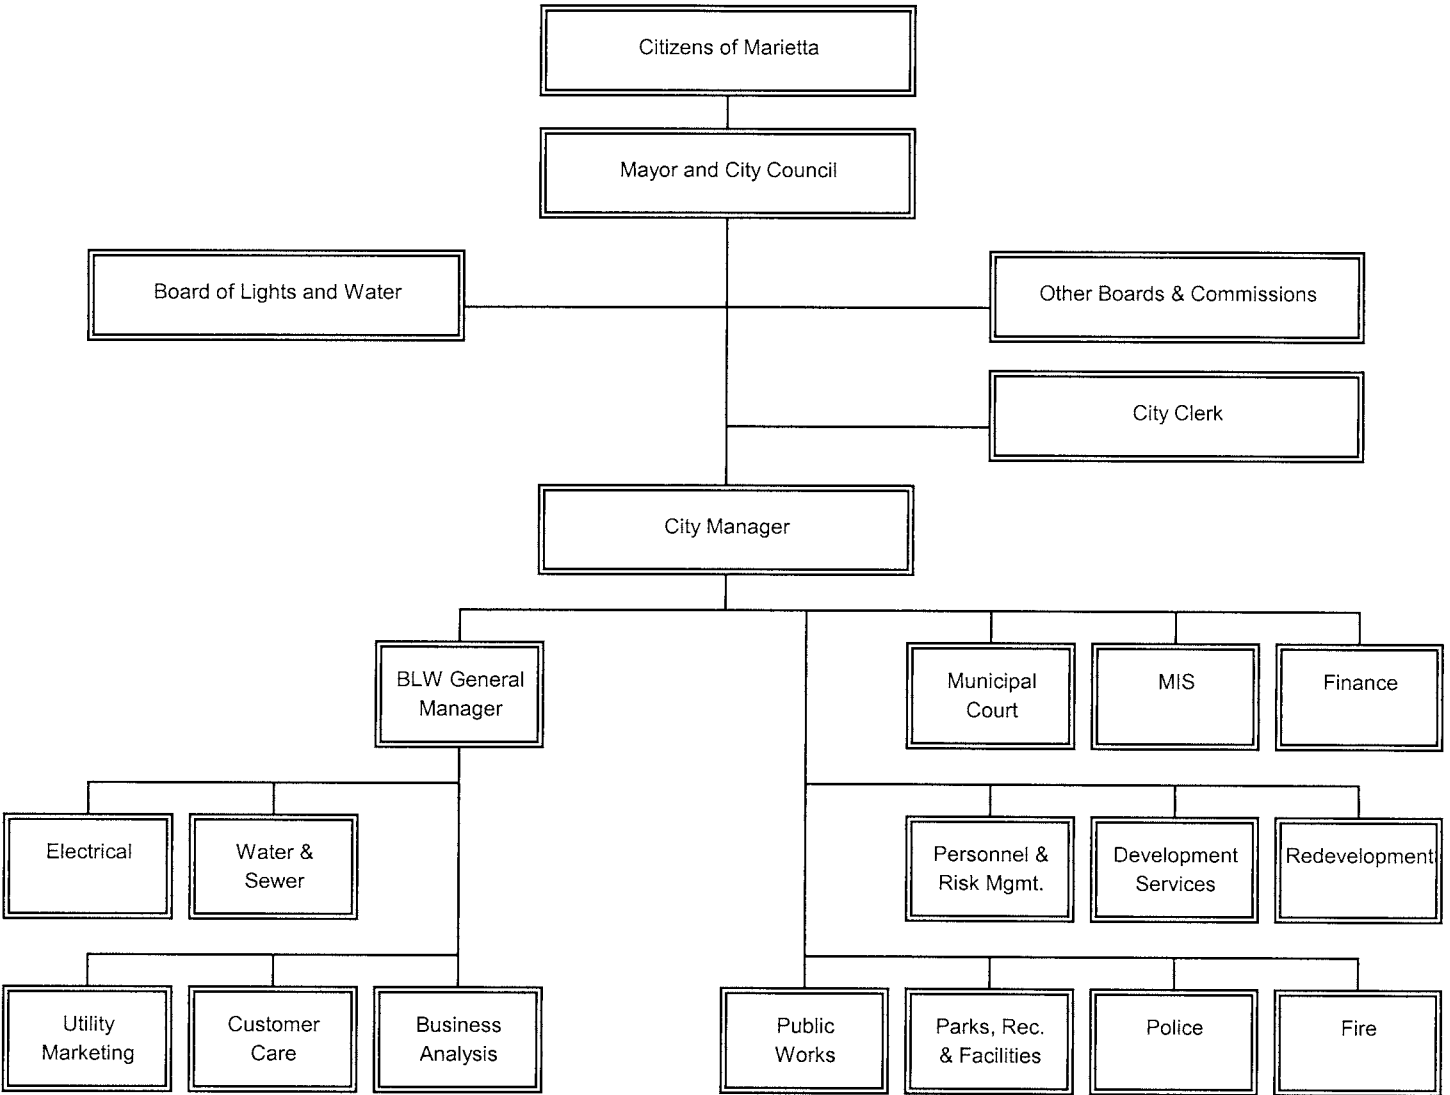 Citizens of Marietta
Mayor and City Council
Board of Lights and Water
Other Boards & Commissions
City Clerk
City Manager
BLW General
Manager
Municipal
Court
MIS
Finance
Electrical
Water &
Sewer
Personnel &
Risk Mgmt.
Development
Services
Redevelopment
Utility
Marketing
Customer
Care
Business
Analysis
Public
Works
Parks, Rec.
& Facilities
Police
Fire